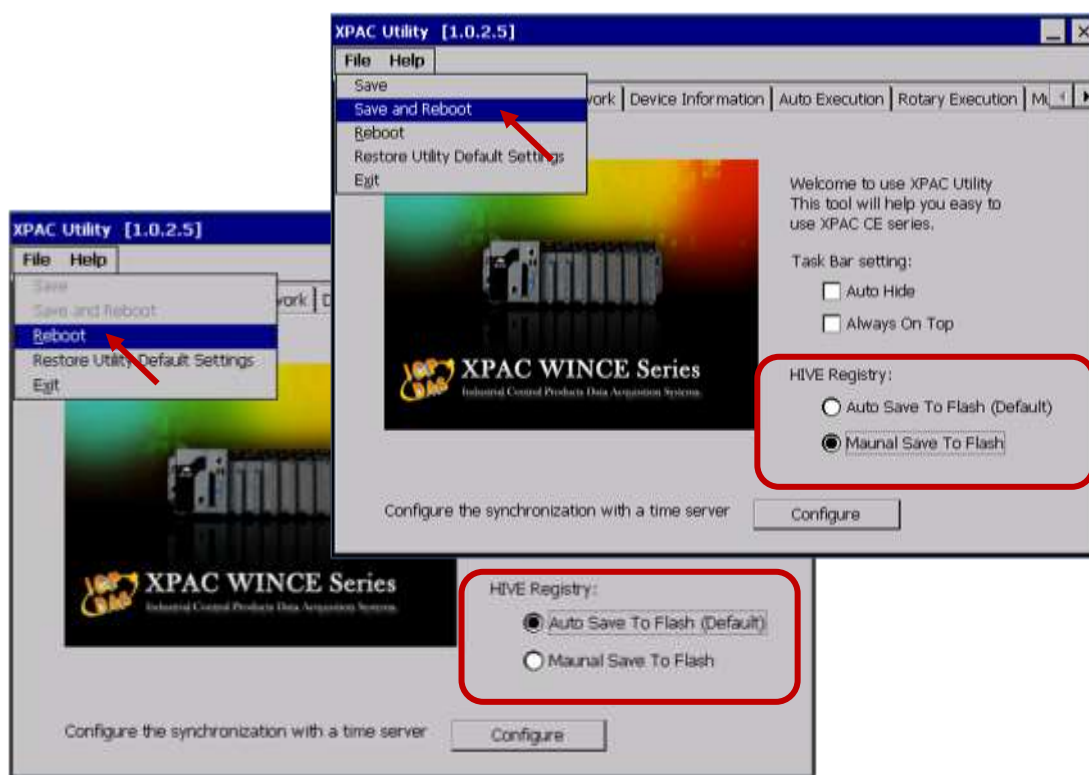 XPAC Utility [1.0.2.5]
File Help
Save
Save and Reboot
Reboot
Restore Utility Default Settings
Exit
work Device Information Auto Execution Rotary Execution Mu
Welcome to use XPAC Utility
This tool will help you easy to
use XPAC CE series.
Task Bar setting:
Auto Hide
Always On Top
ICP DAS
XPAC WINCE Series
Industrial Control Products Data Acquisition Systems
HIVE Registry:
Auto Save To Flash (Default)
Maunal Save To Flash
Configure the synchronization with a time server
Configure
XPAC Utility [1.0.2.5]
File Help
Save
Save and Reboot
Reboot
Restore Utility Default Settings
Exit
work D
ICP DAS
XPAC WINCE Series
Industrial Control Products Data Acquisition Systems
HIVE Registry:
Auto Save To Flash (Default)
Maunal Save To Flash
Configure the synchronization with a time server
Configure